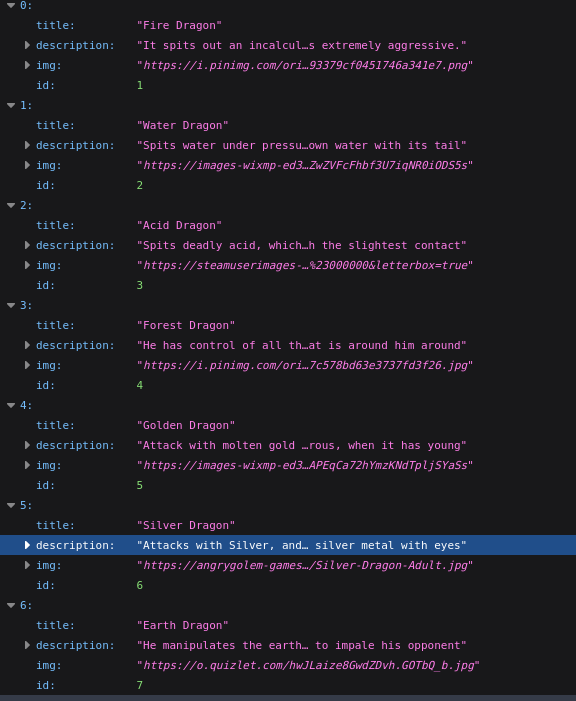 0:
title: "Fire Dragon"
description: "It spits out an incalcul…s extremely aggressive."
img: "https://i.pinimg.com/ori…93379cf0451746a341e7.png"
id: 1
1:
title: "Water Dragon"
description: "Spits water under pressu…own water with its tail"
img: "https://images-wixmp-ed3…ZwZVFcFhbf3U7iqNR0iODS5s"
id: 2
2:
title: "Acid Dragon"
description: "Spits deadly acid, which…h the slightest contact"
img: "https://steamuserimages-…%23000000&letterbox=true"
id: 3
3:
title: "Forest Dragon"
description: "He has control of all th…at is around him around"
img: "https://i.pinimg.com/ori…7c578bd63e3737fd3f26.jpg"
id: 4
4:
title: "Golden Dragon"
description: "Attack with molten gold …rous, when it has young"
img: "https://images-wixmp-ed3…APEqCa72hYmzKNdTpljSYaSs"
id: 5
5:
title: "Silver Dragon"
description: "Attacks with Silver, and… silver metal with eyes"
img: "https://angrygolem-games…/Silver-Dragon-Adult.jpg"
id: 6
6:
title: "Earth Dragon"
description: "He manipulates the earth… to impale his opponent"
img: "https://o.quizlet.com/hwJLaize8GwdZDvh.GOTbQ_b.jpg"
id: 7